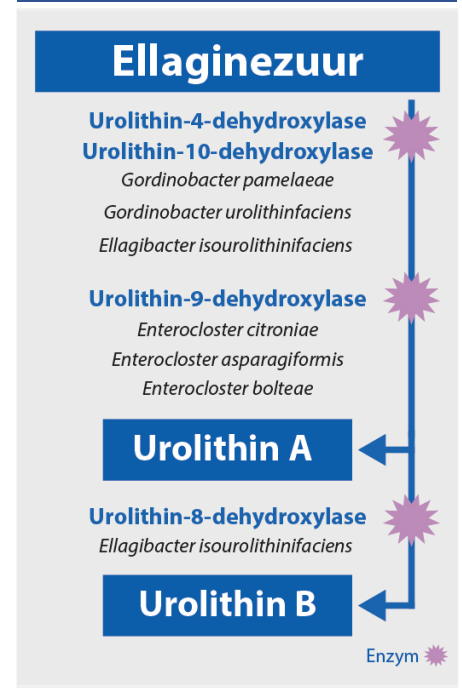 Ellaginezuur
Urolithin-4-dehydroxylase
Urolithin-10-dehydroxylase
Gordinobacter pamelaeae
Gordinobacter urolithinfaciens
Ellagibacter isourolithinifaciens
Urolithin-9-dehydroxylase
Enterocloster citroniae
Enterocloster asparagiformis
Enterocloster bolteae
Urolithin A
Urolithin-8-dehydroxylase
Ellagibacter isourolithinifaciens
Urolithin B
Enzym